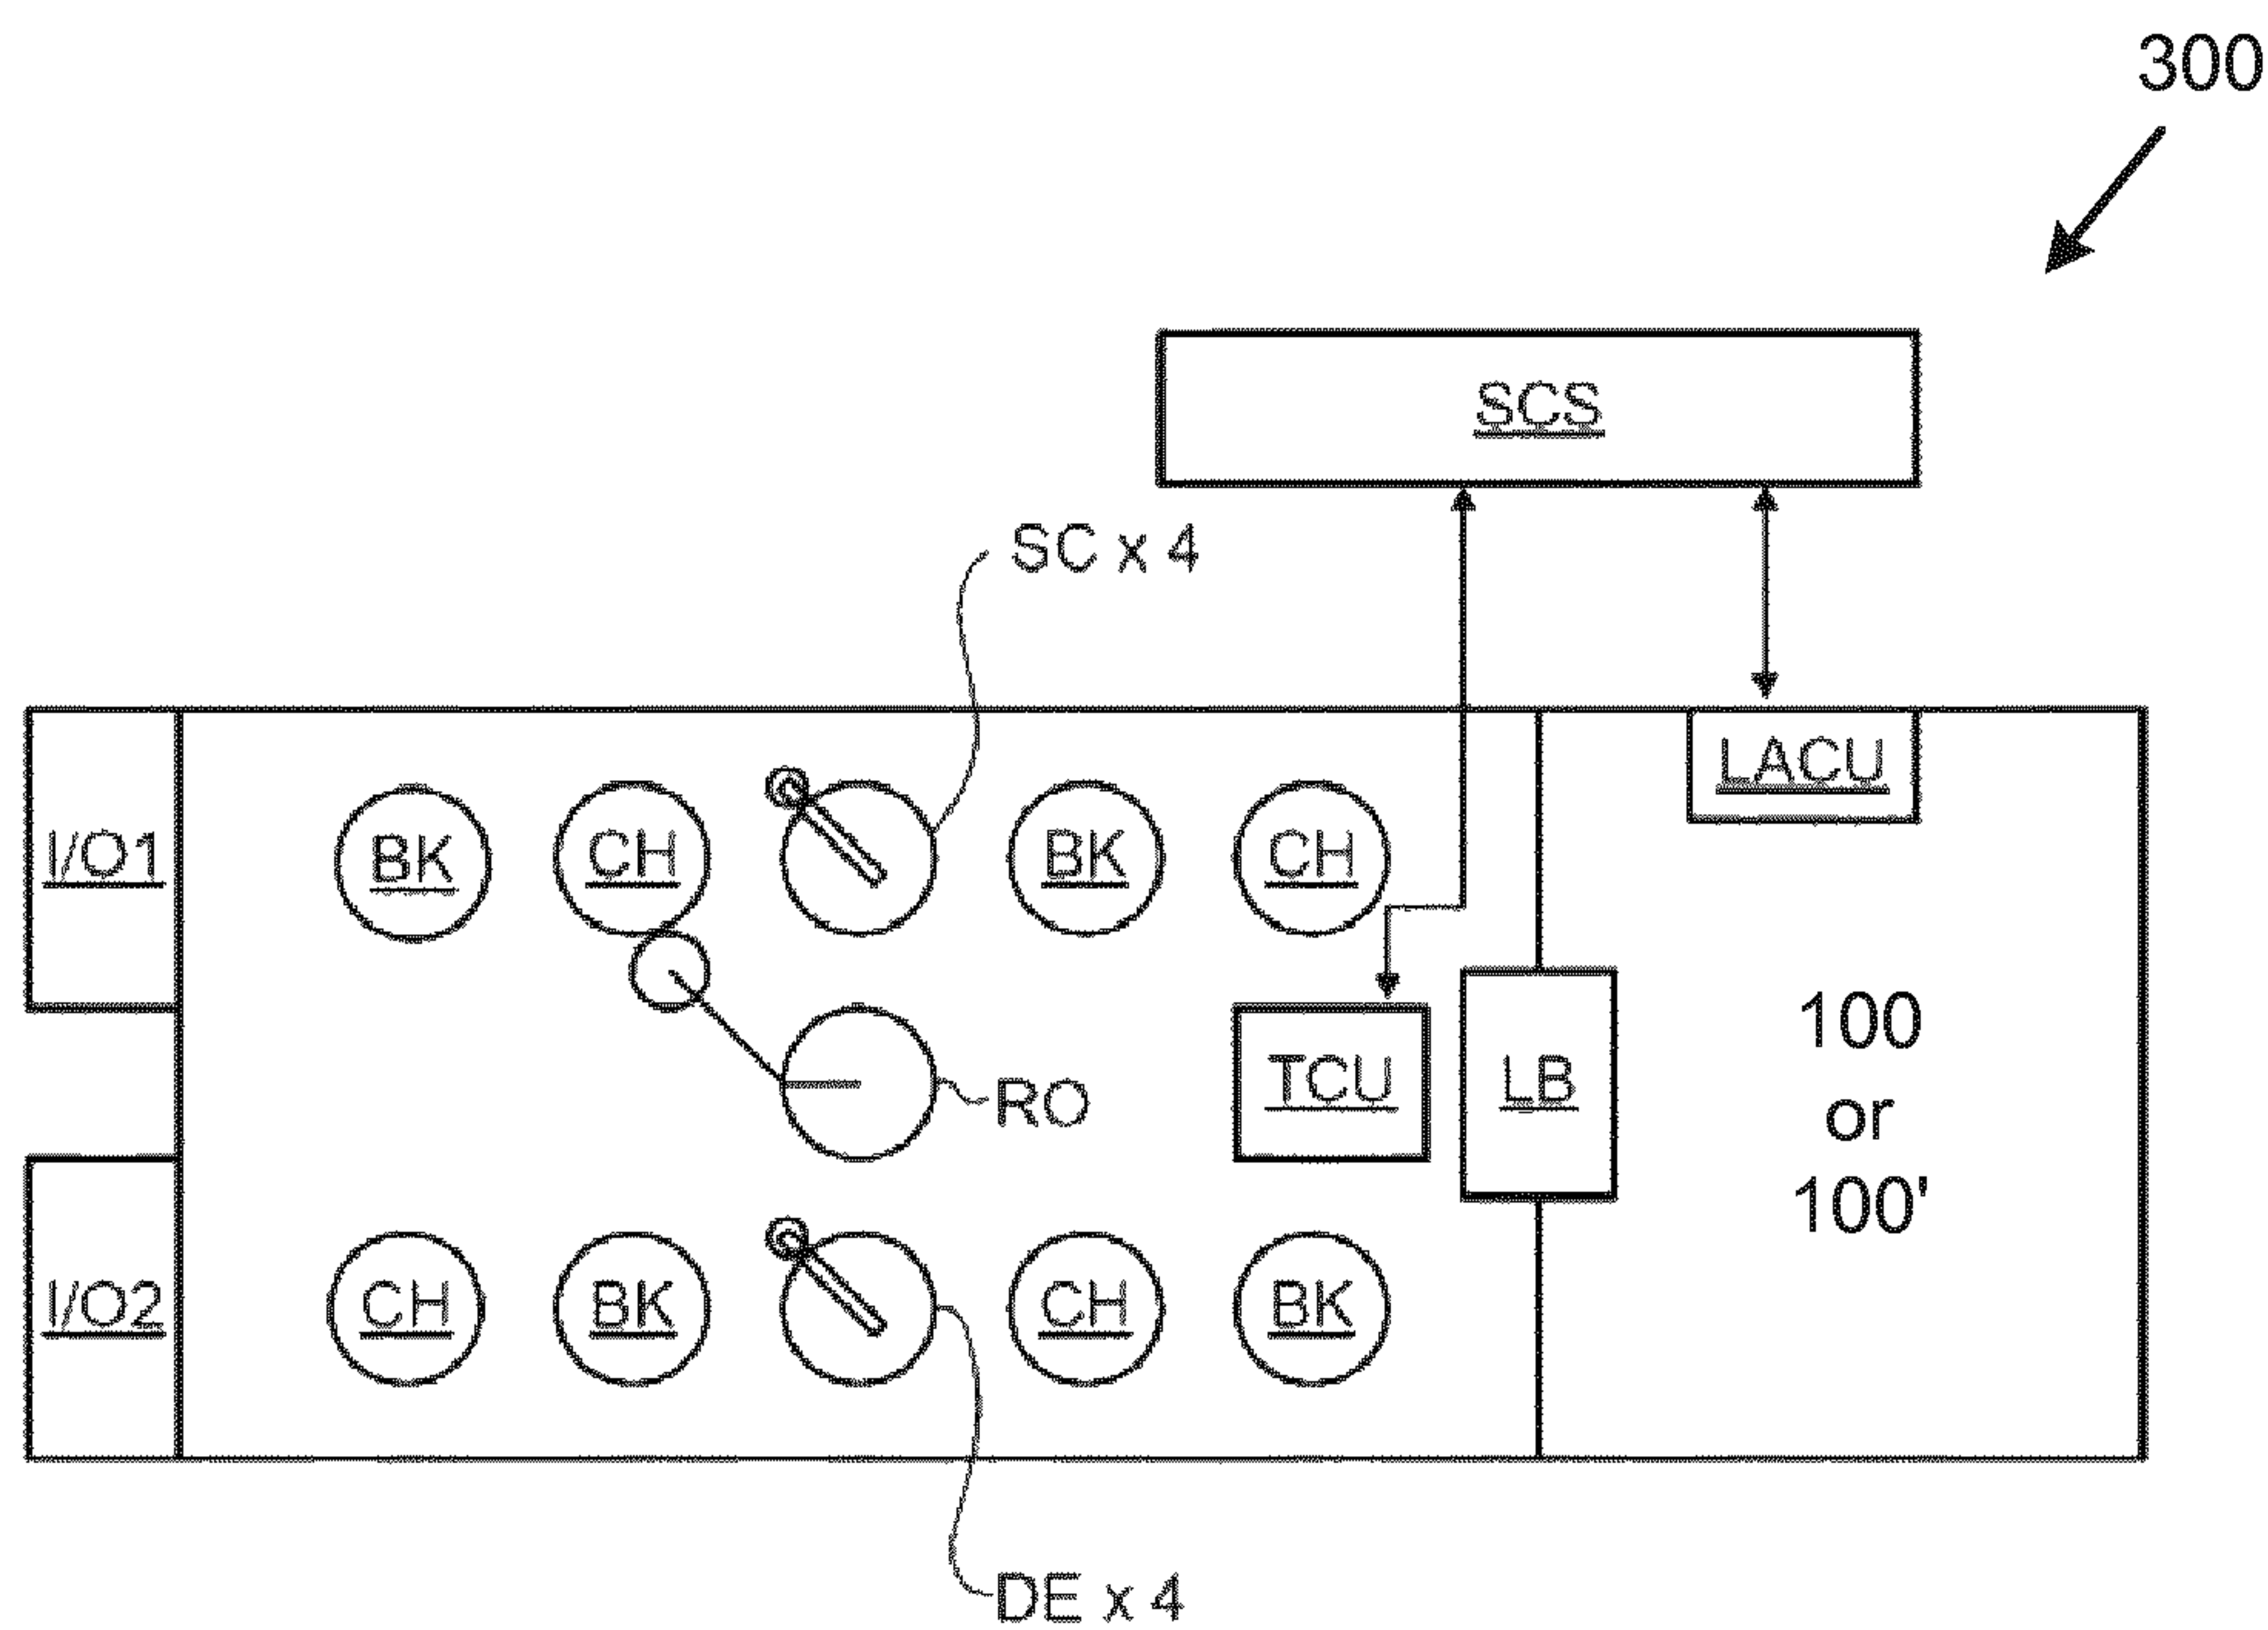 300
SCS
SC x 4
LACU
I/O1
BK
CH
BK
CH
100
or
100'
TCU
LB
RO
I/O2
CH
BK
CH
BK
DE x 4